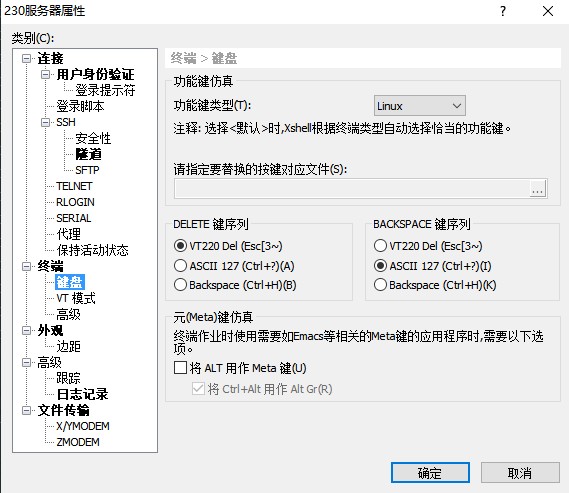 230服务器属性
?
类别(C):
连接
用户身份验证
登录提示符
登录脚本
SSH
安全性
隧道
SFTP
TELNET
RLOGIN
SERIAL
代理
保持活动状态
终端
键盘
VT 模式
高级
外观
边距
高级
跟踪
日志记录
文件传输
X/YMODEM
ZMODEM
终端 > 键盘
功能键仿真
功能键类型(T):
Linux
注释: 选择<默认>时,Xshell根据终端类型自动选择恰当的功能键。
请指定要替换的按键对应文件(S):
...
DELETE 键序列
VT220 Del (Esc[3~)
ASCII 127 (Ctrl+?)(A)
Backspace (Ctrl+H)(B)
BACKSPACE 键序列
VT220 Del (Esc[3~)
ASCII 127 (Ctrl+?)(I)
Backspace (Ctrl+H)(K)
元(Meta)键仿真
终端作业时使用需要如Emacs等相关的Meta键的应用程序时,需要以下选
项。
将 ALT 用作 Meta 键(U)
将 Ctrl+Alt 用作 Alt Gr(R)
确定
取消